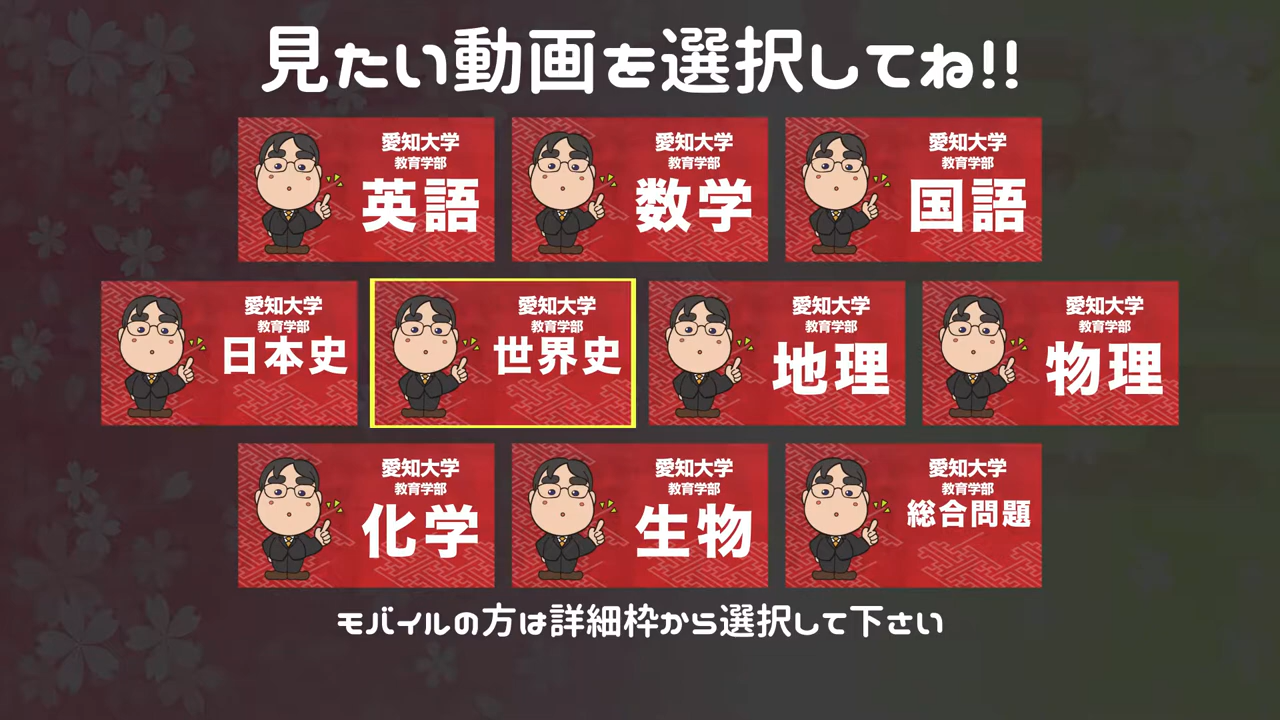 見たい動画を選択してね!!
愛知大学
教育学部
英語
愛知大学
教育学部
数学
愛知大学
教育学部
国語
愛知大学
教育学部
日本史
愛知大学
教育学部
世界史
愛知大学
教育学部
地理
愛知大学
教育学部
物理
愛知大学
教育学部
化学
愛知大学
教育学部
生物
愛知大学
教育学部
総合問題
モバイルの方は詳細枠から選択して下さい